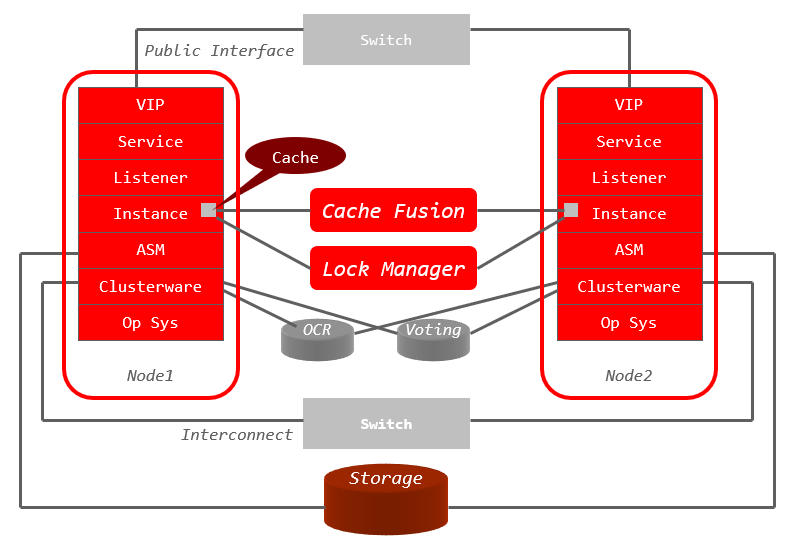 Switch
Public Interface
VIP
Service
Listener
Instance
ASM
Clusterware
Op Sys
Node1
Cache
Cache Fusion
Lock Manager
OCR
Voting
VIP
Service
Listener
Instance
ASM
Clusterware
Op Sys
Node2
Switch
Interconnect
Storage